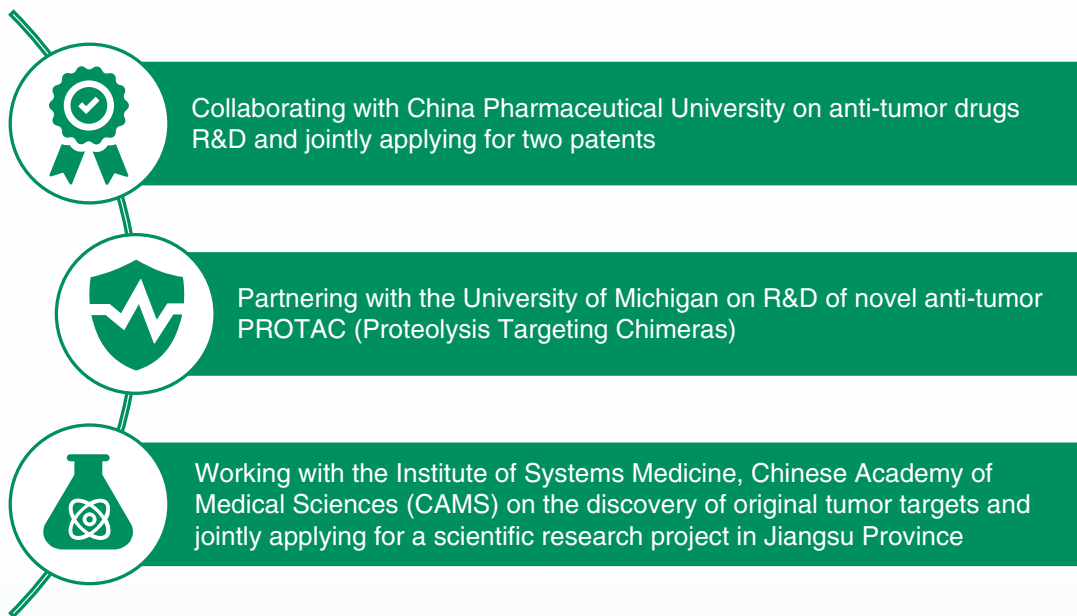 Collaborating with China Pharmaceutical University on anti-tumor drugs
R&D and jointly applying for two patents
Partnering with the University of Michigan on R&D of novel anti-tumor
PROTAC (Proteolysis Targeting Chimeras)
Working with the Institute of Systems Medicine, Chinese Academy of
Medical Sciences (CAMS) on the discovery of original tumor targets and
jointly applying for a scientific research project in Jiangsu Province